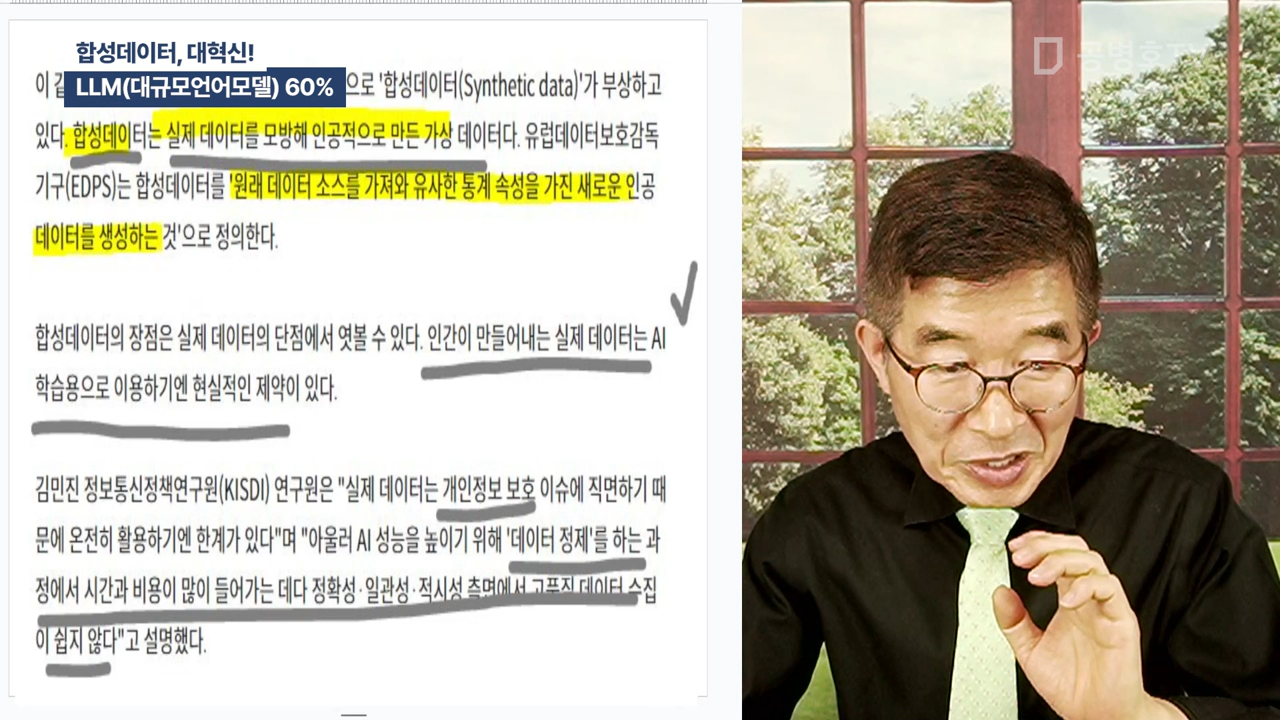 합성데이터, 대혁신!
LLM(대규모언어모델) 60%
공병호TV
이 으로 '합성데이터(Synthetic data)'가 부상하고
있다. 합성데이터는 실제 데이터를 모방해 인공적으로 만든 가상 데이터다. 유럽데이터보호감독
기구(EDPS)는 합성데이터를 '원래 데이터 소스를 가져와 유사한 통계 속성을 가진 새로운 인공
데이터를 생성하는 것'으로 정의한다.
합성데이터의 장점은 실제 데이터의 단점에서 엿볼 수 있다. 인간이 만들어내는 실제 데이터는 AI
학습용으로 이용하기엔 현실적인 제약이 있다.
김민진 정보통신정책연구원(KISDI) 연구원은 "실제 데이터는 개인정보 보호 이슈에 직면하기 때
문에 온전히 활용하기엔 한계가 있다"며 "아울러 AI 성능을 높이기 위해 '데이터 정제'를 하는 과
정에서 시간과 비용이 많이 들어가는 데다 정확성·일관성·적시성 측면에서 고품질 데이터 수집
이 쉽지 않다"고 설명했다.